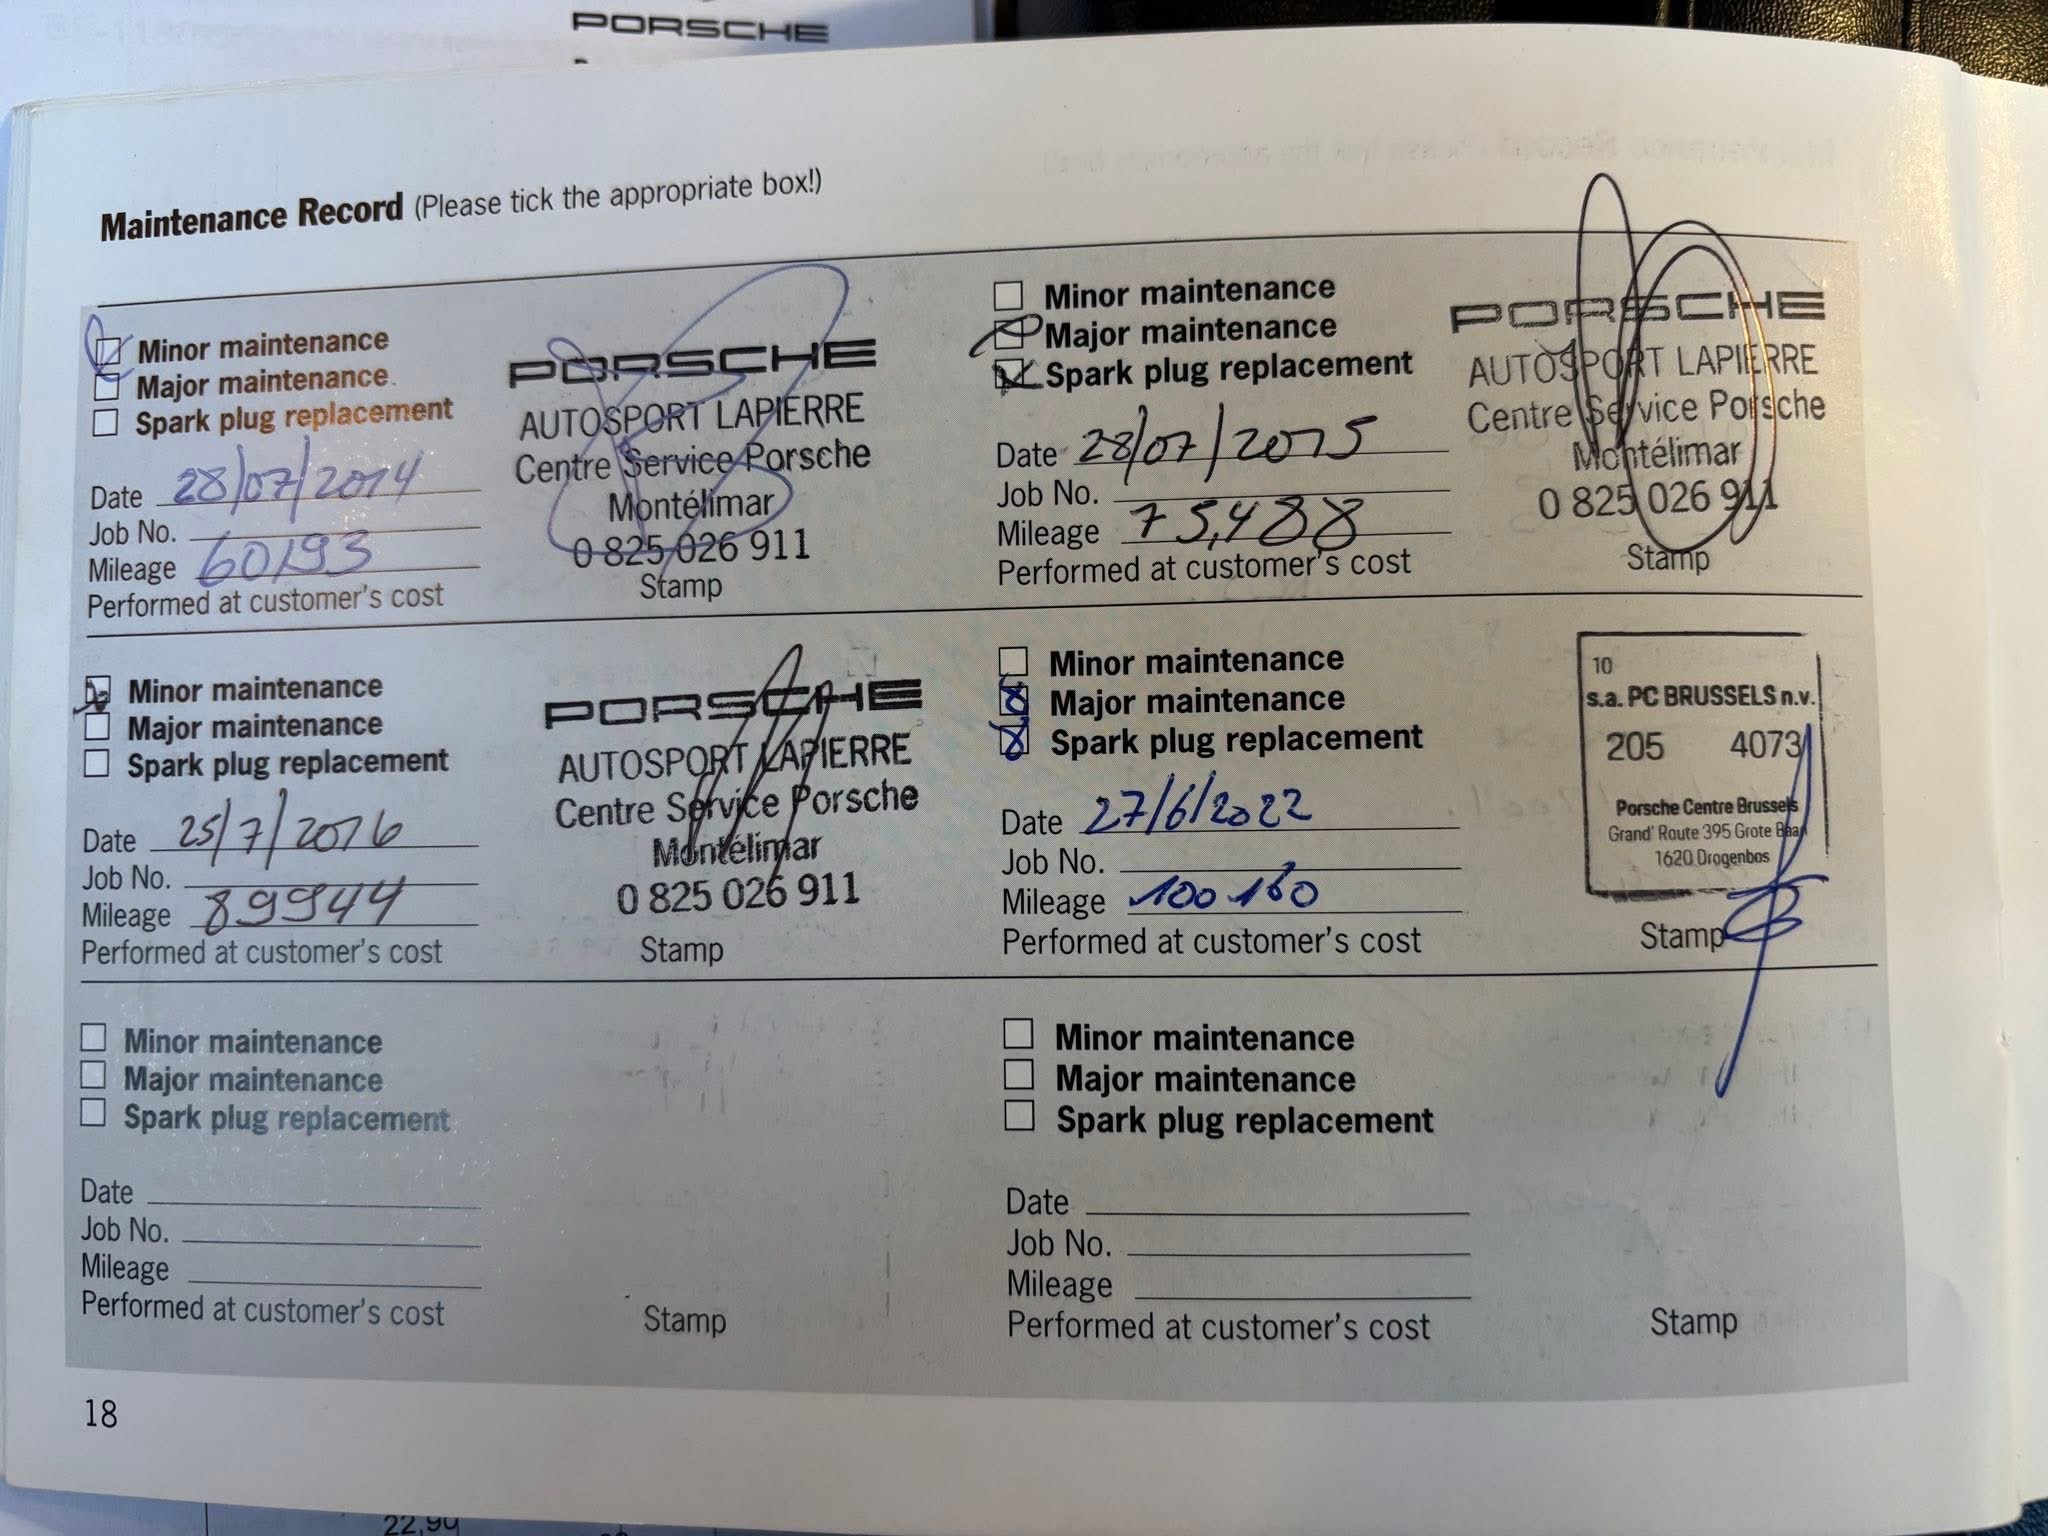 PORSCHE
Maintenance Record (Please tick the appropriate box!)
Minor maintenance
Major maintenance
Spark plug replacement
Date 28/07/2014
Job No.
Mileage 60193
Performed at customer's cost
PORSCHE
AUTOSPORT LAPIERRE
Centre Service Porsche
Montélimar
0 825 026 911
Stamp
Minor maintenance
Major maintenance
Spark plug replacement
Date 28/07/2015
Job No.
Mileage 75,488
Performed at customer's cost
PORSCHE
AUTOSPORT LAPIERRE
Centre Service Porsche
Montélimar
0 825 026 911
Stamp
Minor maintenance
Major maintenance
Spark plug replacement
Date 25/7/2016
Job No.
Mileage 89944
Performed at customer's cost
PORSCHE
AUTOSPORT LAPIERRE
Centre Service Porsche
Montélimar
0 825 026 911
Stamp
Minor maintenance
Major maintenance
Spark plug replacement
Date 27/6/2022
Job No.
Mileage 100160
Performed at customer's cost
10
s.a. PC BRUSSELS n.v.
205 4073
Porsche Centre Brussels
Grand' Route 395 Grote Baan
1620 Drogenbos
Stamp
Minor maintenance
Major maintenance
Spark plug replacement
Date
Job No.
Mileage
Performed at customer's cost
Stamp
Minor maintenance
Major maintenance
Spark plug replacement
Date
Job No.
Mileage
Performed at customer's cost
Stamp
18
22,90